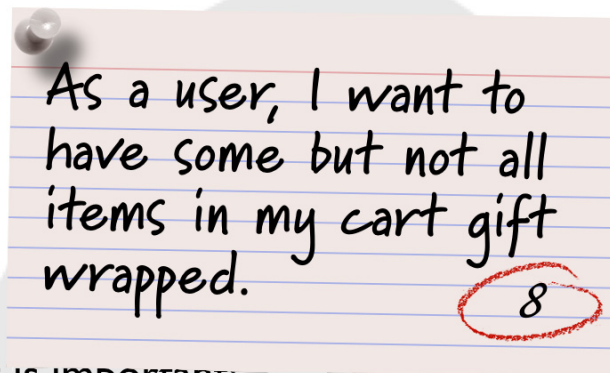 As a user, I want to
have some but not all
items in my cart gift
wrapped.
8